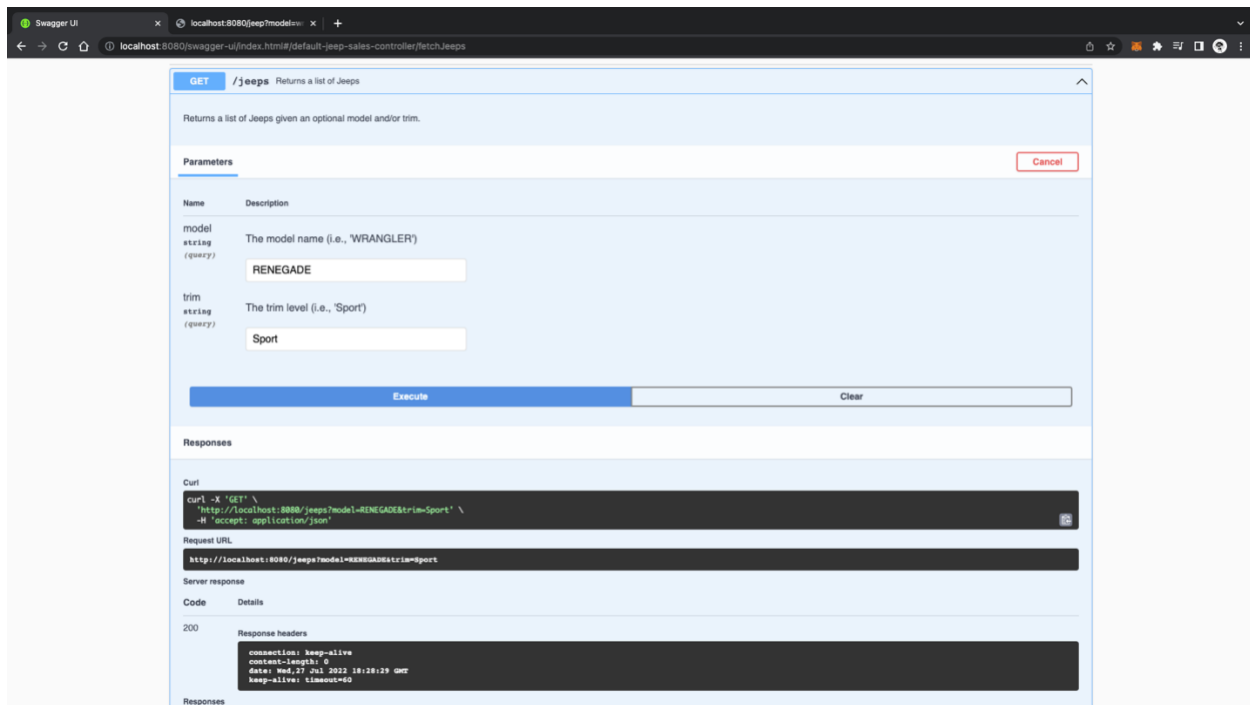 Swagger UI
localhost:8080/jeep?model=w
localhost:8080/swagger-ui/index.html#/default-jeep-sales-controller/fetchJeeps
GET /jeeps Returns a list of Jeeps
Returns a list of Jeeps given an optional model and/or trim.
Parameters Cancel
Name Description
model
string
(query)
The model name (i.e., 'WRANGLER')
RENEGADE
trim
string
(query)
The trim level (i.e., 'Sport')
Sport
Execute Clear
Responses
Curl
curl -X 'GET' \
'http://localhost:8080/jeeps?model=RENEGADE&trim=Sport' \
-H 'accept: application/json'
Request URL
http://localhost:8080/jeeps?model=RENEGADE&trim=Sport
Server response
Code Details
200
Response headers
connection: keep-alive
content-length: 0
date: Wed,27 Jul 2022 18:28:29 GMT
keep-alive: timeout=60
Responses